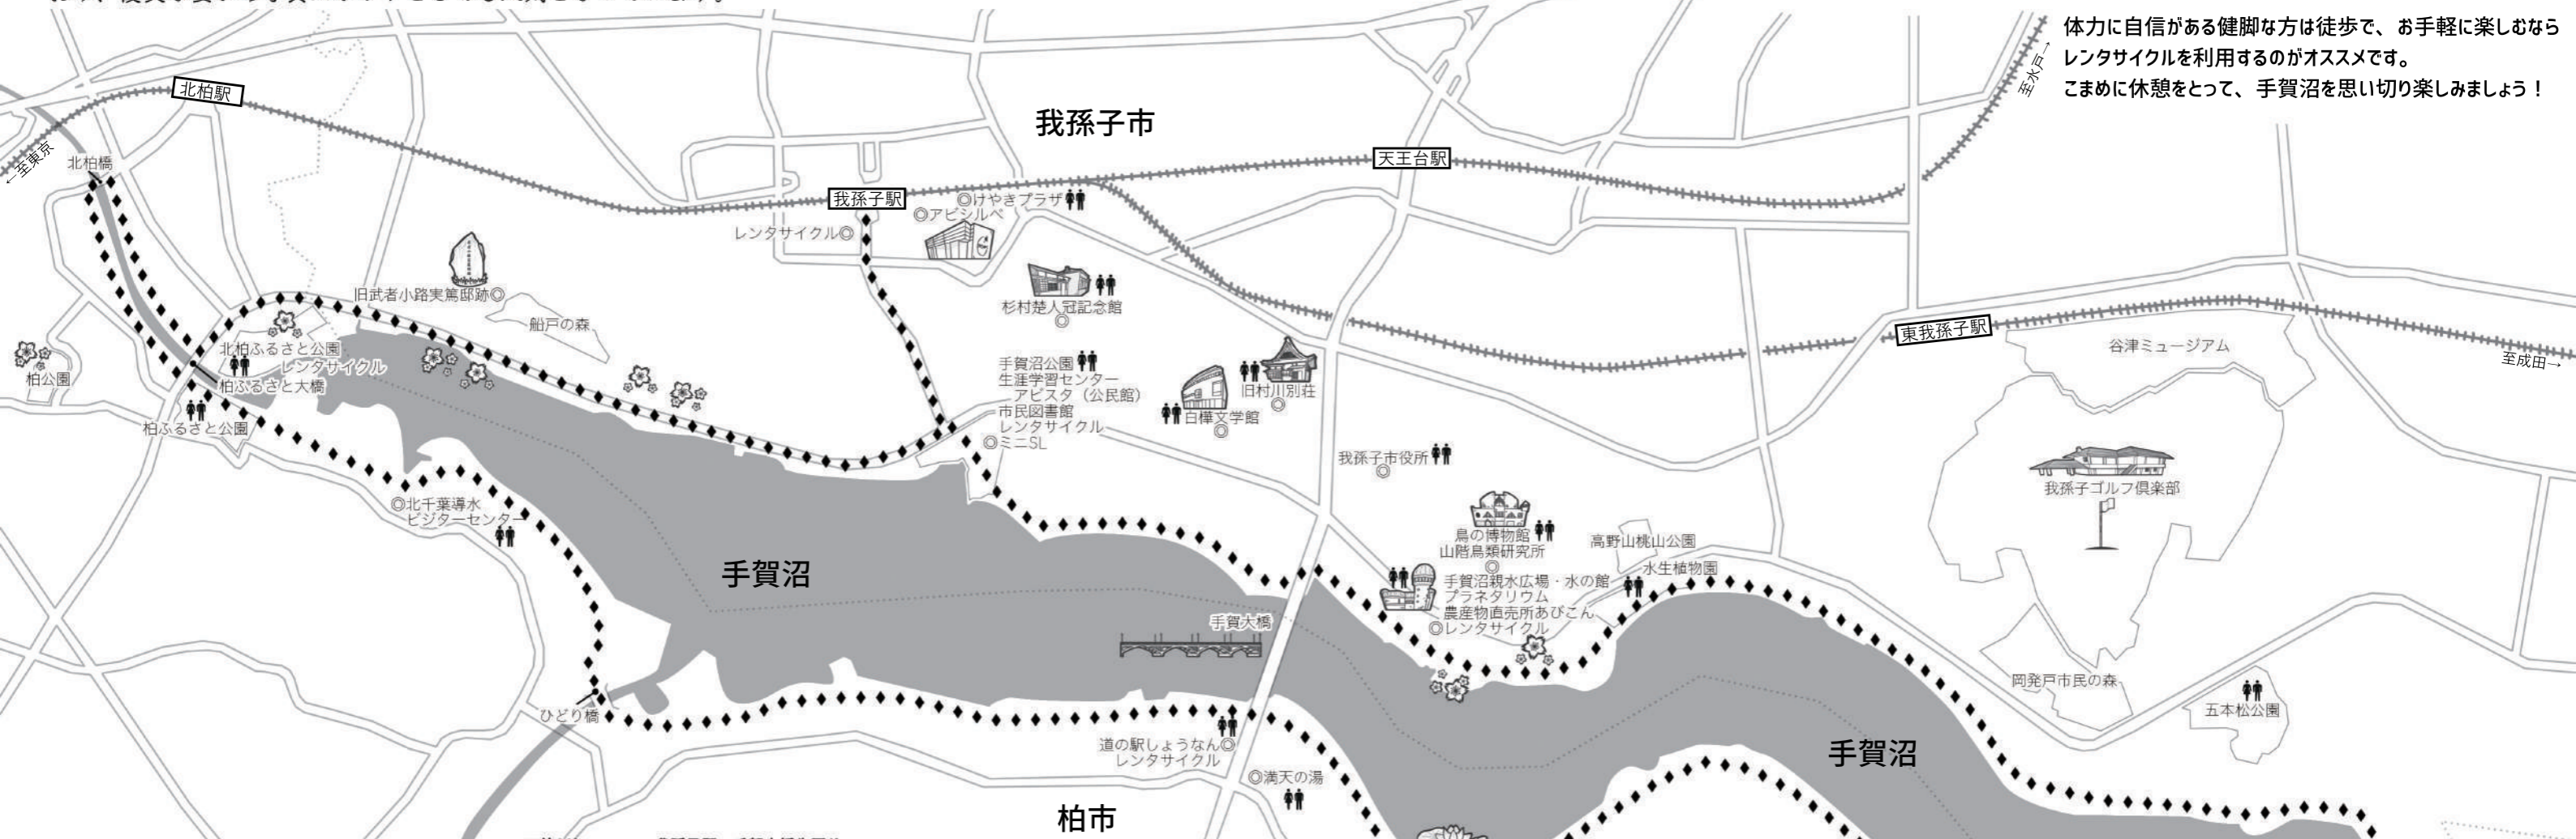 体力に自信がある健脚な方は徒歩で、お手軽に楽しむなら
レンタサイクルを利用するのがオススメです。
こまめに休憩をとって、手賀沼を思い切り楽しみましょう！
至水戸→
北柏駅
我孫子市
←至東京
北柏橋
天王台駅
我孫子駅
◎けやきプラザ
◎アビシルベ
レンタサイクル◎
旧武者小路実篤邸跡◎
船戸の森
杉村楚人冠記念館
◎
東我孫子駅
谷津ミュージアム
至成田→
北柏ふるさと公園
レンタサイクル
柏公園
柏ふるさと大橋
柏ふるさと公園
手賀沼公園
生涯学習センター
アビスタ（公民館）
市民図書館
レンタサイクル
◎ミニSL
旧村川別荘
◎
白樺文学館
◎
我孫子市役所
◎
我孫子ゴルフ倶楽部
◎北千葉導水
ビジターセンター
鳥の博物館
山階鳥類研究所
◎
高野山桃山公園
水生植物園
手賀沼
手賀沼親水広場・水の館
プラネタリウム
農産物直売所あびこん
◎レンタサイクル
手賀大橋
岡発戸市民の森
五本松公園
ひどり橋
道の駅しょうなん◎
レンタサイクル
手賀沼
◎満天の湯
柏市